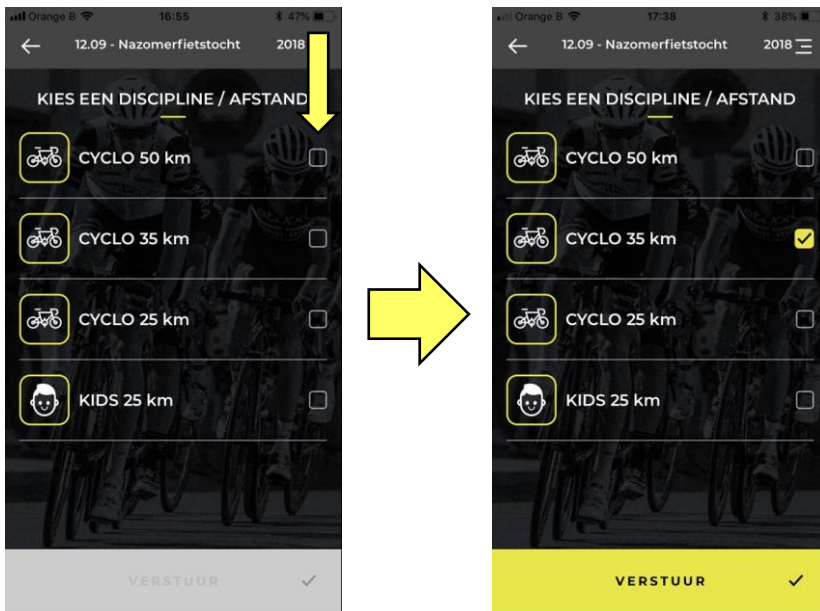 Orange B 16:55 47%
12.09 - Nazomerfietstocht 2018
KIES EEN DISCIPLINE / AFSTAND
CYCLO 50 km
CYCLO 35 km
CYCLO 25 km
KIDS 25 km
VERSTUUR
Orange B 17:38 38%
12.09 - Nazomerfietstocht 2018
KIES EEN DISCIPLINE / AFSTAND
CYCLO 50 km
CYCLO 35 km
CYCLO 25 km
KIDS 25 km
VERSTUUR